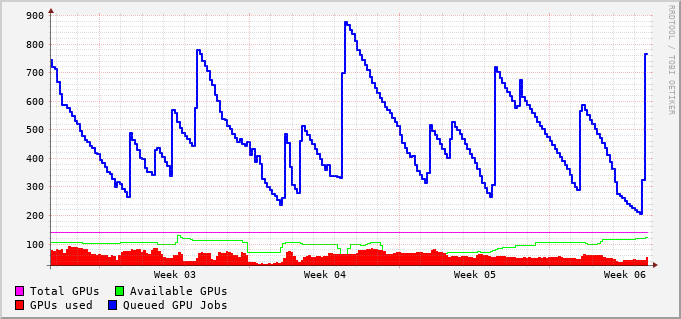 900
800
700
600
500
400
300
200
100
Week 03 Week 04 Week 05 Week 06
Total GPUs Available GPUs
GPUs used Queued GPU Jobs
RRDTOOL / TOBI OETIKER